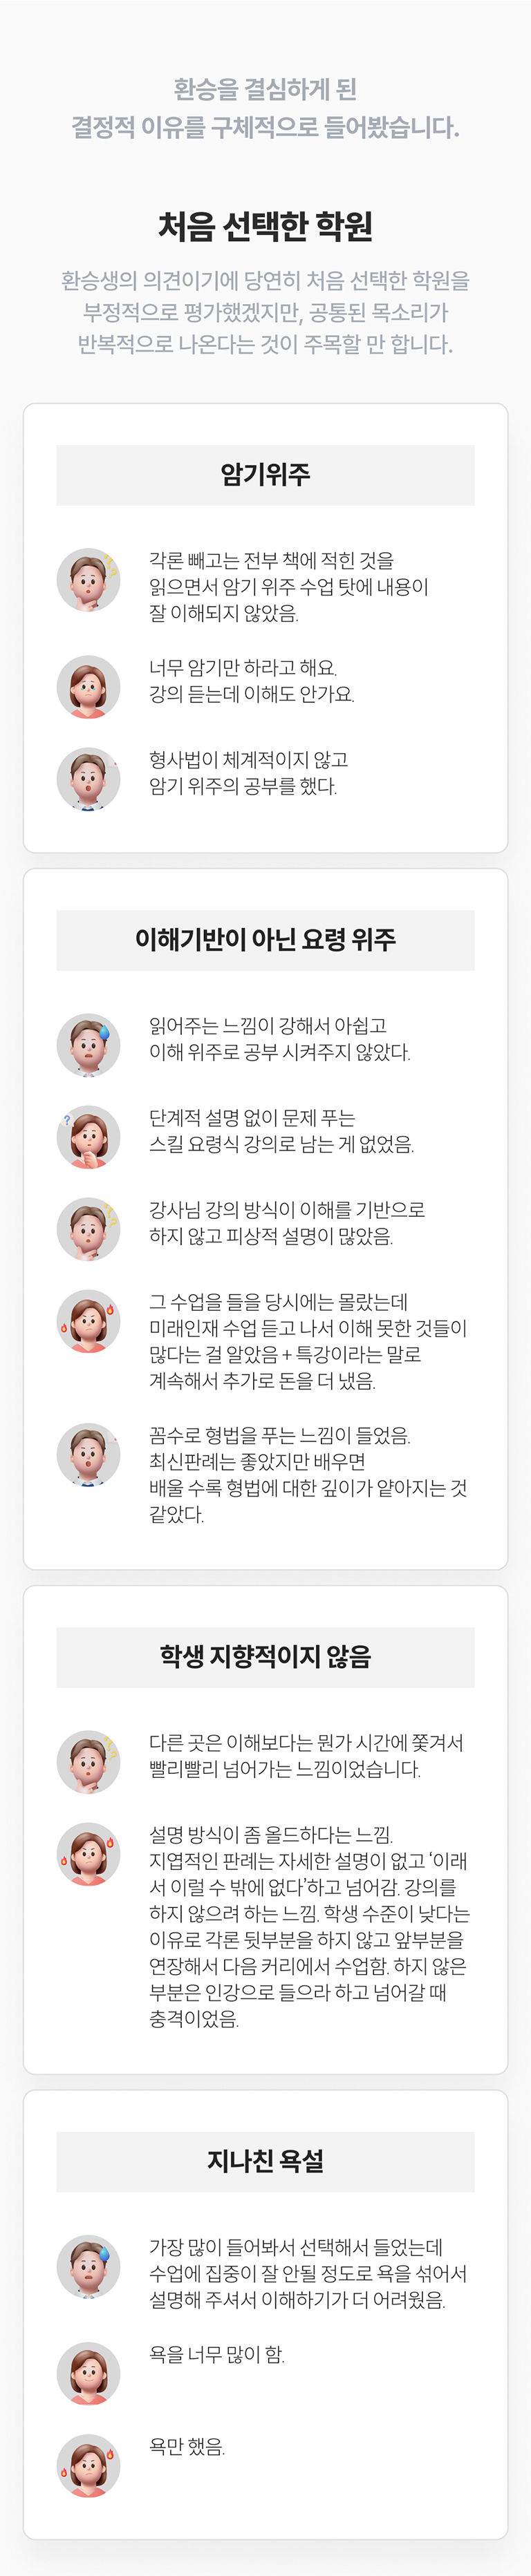 환승을 결심하게 된
결정적 이유를 구체적으로 들어봤습니다.
처음 선택한 학원
환승생의 의견이기에 당연히 처음 선택한 학원을
부정적으로 평가했겠지만, 공통된 목소리가
반복적으로 나온다는 것이 주목할 만 합니다.
암기위주
각론 빼고는 전부 책에 적힌 것을
읽으면서 암기 위주 수업 탓에 내용이
잘 이해되지 않았음.
너무 암기만 하라고 해요.
강의 듣는데 이해도 안가요.
형사법이 체계적이지 않고
암기 위주의 공부를 했다.
이해기반이 아닌 요령 위주
읽어주는 느낌이 강해서 아쉽고
이해 위주로 공부 시켜주지 않았다.
?
단계적 설명 없이 문제 푸는
스킬 요령식 강의로 남는 게 없었음.
강사님 강의 방식이 이해를 기반으로
하지 않고 피상적 설명이 많았음.
그 수업을 들을 당시에는 몰랐는데
미래인재 수업 듣고 나서 이해 못한 것들이
많다는 걸 알았음 + 특강이라는 말로
계속해서 추가로 돈을 더 냈음.
꼼수로 형법을 푸는 느낌이 들었음.
최신판례는 좋았지만 배우면
배울 수록 형법에 대한 깊이가 얕아지는 것
같았다.
학생 지향적이지 않음
다른 곳은 이해보다는 뭔가 시간에 쫓겨서
빨리빨리 넘어가는 느낌이었습니다.
설명 방식이 좀 올드하다는 느낌.
지엽적인 판례는 자세한 설명이 없고 ‘이래
서 이럴 수 밖에 없다’하고 넘어감. 강의를
하지 않으려 하는 느낌. 학생 수준이 낮다는
이유로 각론 뒷부분을 하지 않고 앞부분을
연장해서 다음 커리에서 수업함. 하지 않은
부분은 인강으로 들으라 하고 넘어갈 때
충격이었음.
지나친 욕설
가장 많이 들어봐서 선택해서 들었는데
수업에 집중이 잘 안될 정도로 욕을 섞어서
설명해 주셔서 이해하기가 더 어려웠음.
욕을 너무 많이 함.
욕만 했음.